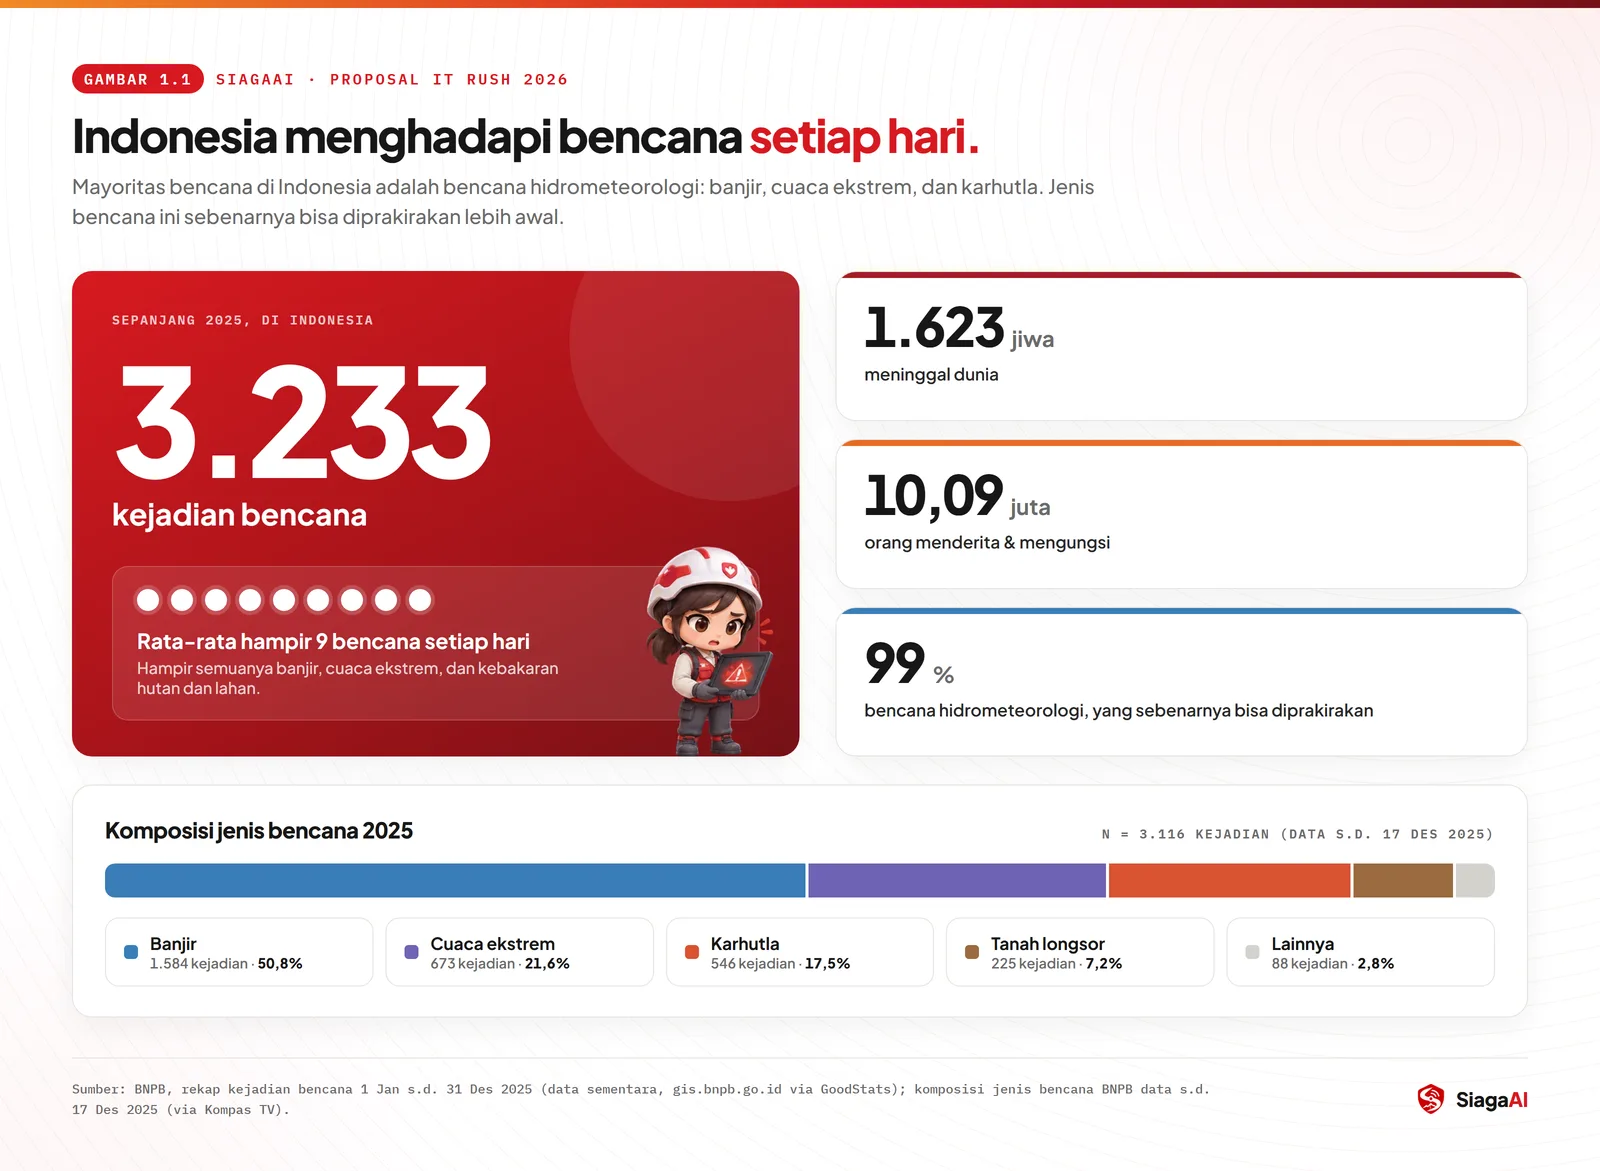 GAMBAR 1.1 SIAGAAI · PROPOSAL IT RUSH 2026
Indonesia menghadapi bencana setiap hari.
Mayoritas bencana di Indonesia adalah bencana hidrometeorologi: banjir, cuaca ekstrem, dan karhutla. Jenis
bencana ini sebenarnya bisa diprakirakan lebih awal.
SEPANJANG 2025, DI INDONESIA
3.233
kejadian bencana
Rata-rata hampir 9 bencana setiap hari
Hampir semuanya banjir, cuaca ekstrem, dan kebakaran
hutan dan lahan.
1.623 jiwa
meninggal dunia
10,09 juta
orang menderita & mengungsi
99 %
bencana hidrometeorologi, yang sebenarnya bisa diprakirakan
Komposisi jenis bencana 2025
N = 3.116 KEJADIAN (DATA S.D. 17 DES 2025)
Banjir
1.584 kejadian · 50,8%
Cuaca ekstrem
673 kejadian · 21,6%
Karhutla
546 kejadian · 17,5%
Tanah longsor
225 kejadian · 7,2%
Lainnya
88 kejadian · 2,8%
Sumber: BNPB, rekap kejadian bencana 1 Jan s.d. 31 Des 2025 (data sementara, gis.bnpb.go.id via GoodStats); komposisi jenis bencana BNPB data s.d.
17 Des 2025 (via Kompas TV).
SiagaAI